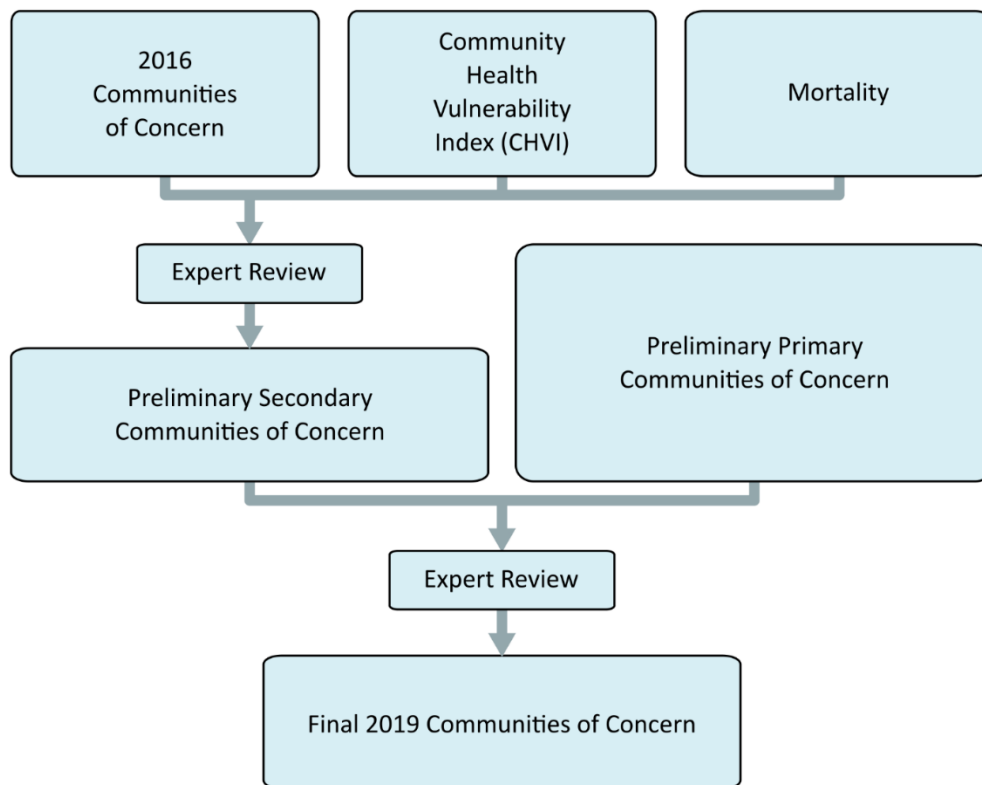 2016
Communities
of Concern
Community
Health
Vulnerability
Index (CHVI)
Mortality
Expert Review
Preliminary Secondary
Communities of Concern
Preliminary Primary
Communities of Concern
Expert Review
Final 2019 Communities of Concern